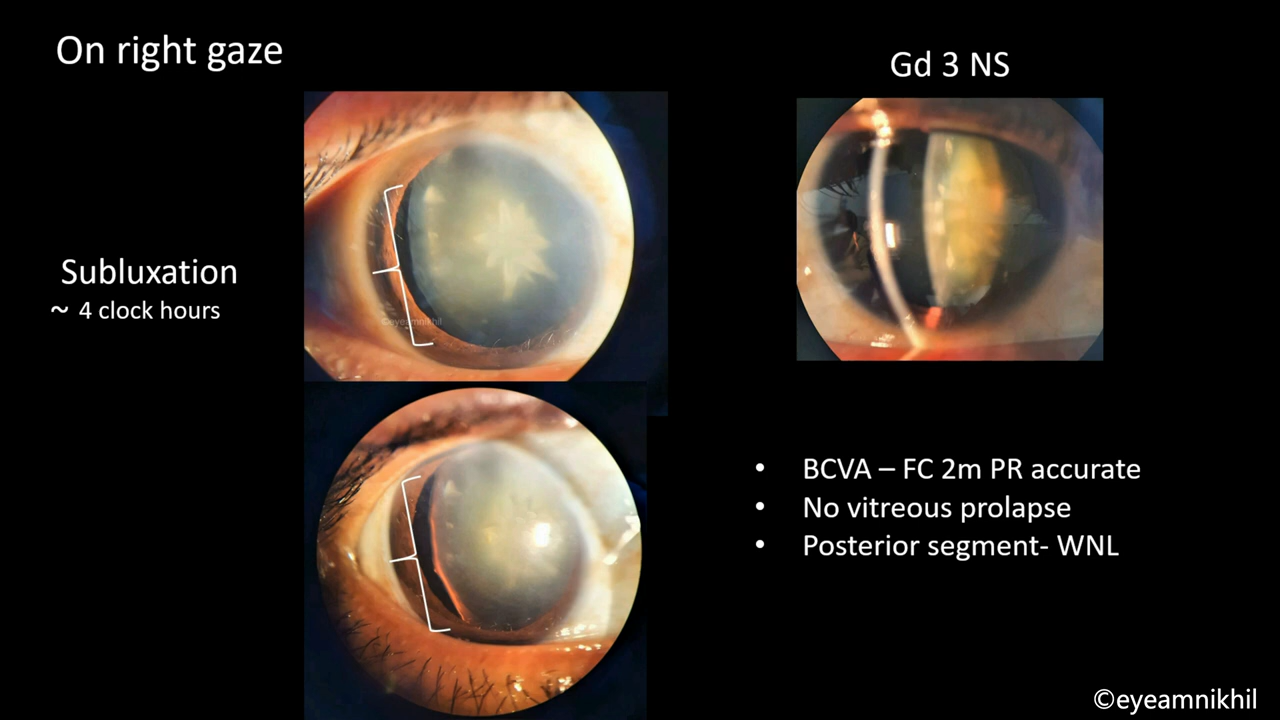 On right gaze
Gd 3 NS
Subluxation
~ 4 clock hours
©eyeamnikhil
• BCVA – FC 2m PR accurate
• No vitreous prolapse
• Posterior segment- WNL
©eyeamnikhil